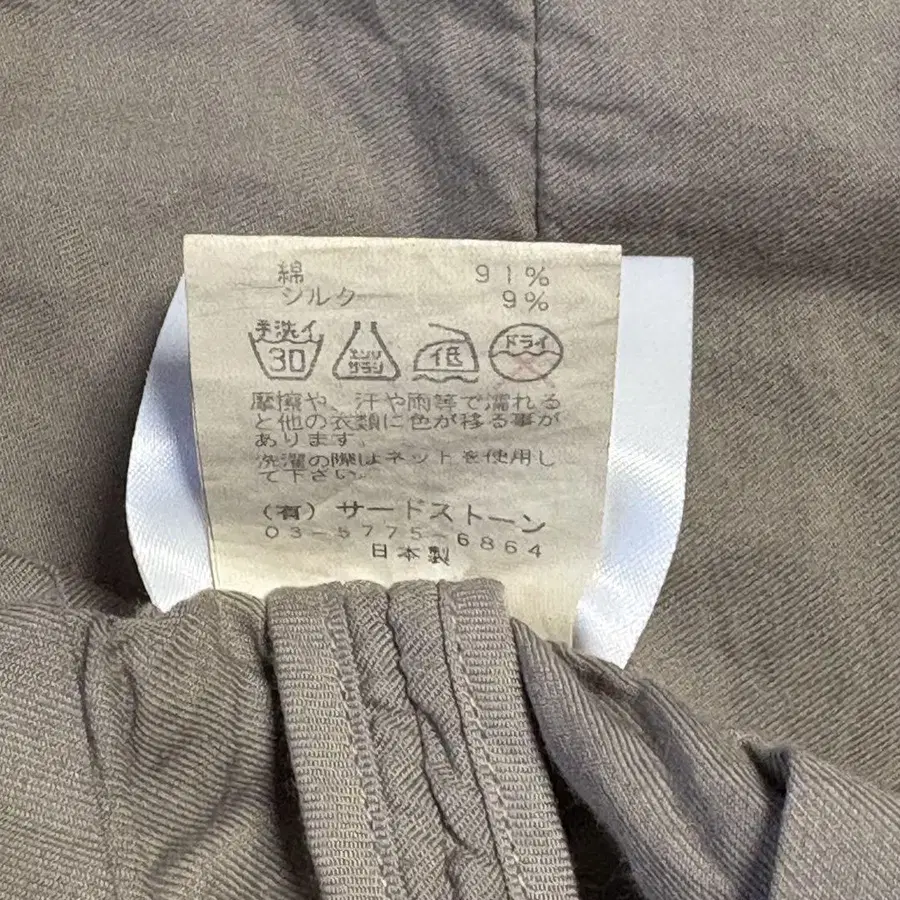 綿 91%
シルク 9%
手洗イ 30 エンソ サラシ 低 ドライ
摩擦や、汗や雨等で濡れる
と他の衣類に色が移る事が
あります。
洗濯の際はネットを使用し
て下さい。
(有)サードストーン
03-5775-6864
日本製